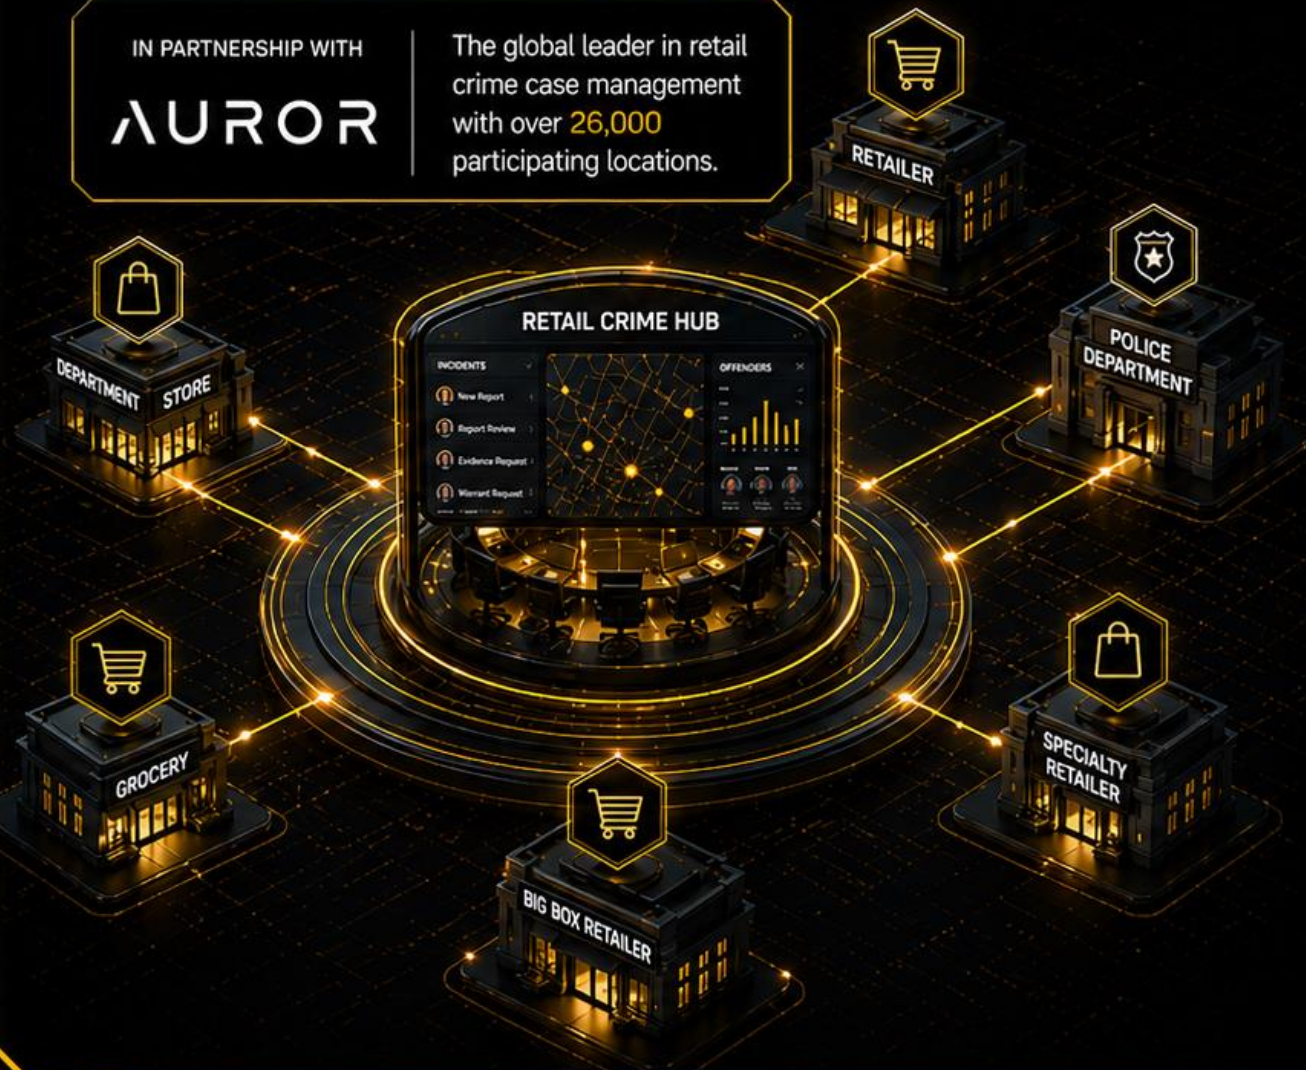 IN PARTNERSHIP WITH
AUROR
The global leader in retail
crime case management
with over 26,000
participating locations.
RETAILER
POLICE
DEPARTMENT
DEPARTMENT STORE
RETAIL CRIME HUB
INCIDENTS
New Report
Report Review
Evidence Request
Warrant Request
OFFENDERS
GROCERY
SPECIALTY
RETAILER
BIG BOX RETAILER